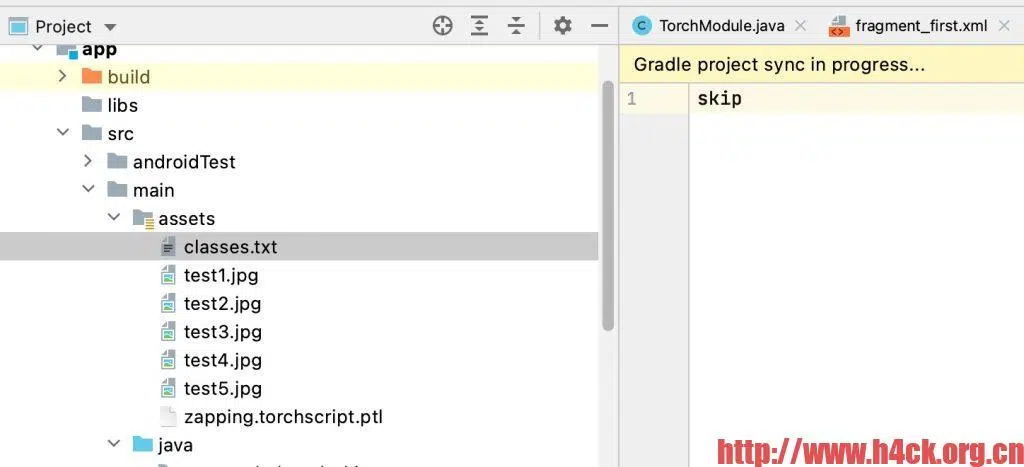 Project
TorchModule.java
fragment_first.xml
Gradle project sync in progress...
1 skip
app
build
libs
src
androidTest
main
assets
classes.txt
test1.jpg
test2.jpg
test3.jpg
test4.jpg
test5.jpg
zapping.torchscript.ptl
java
http://www.h4ck.org.cn